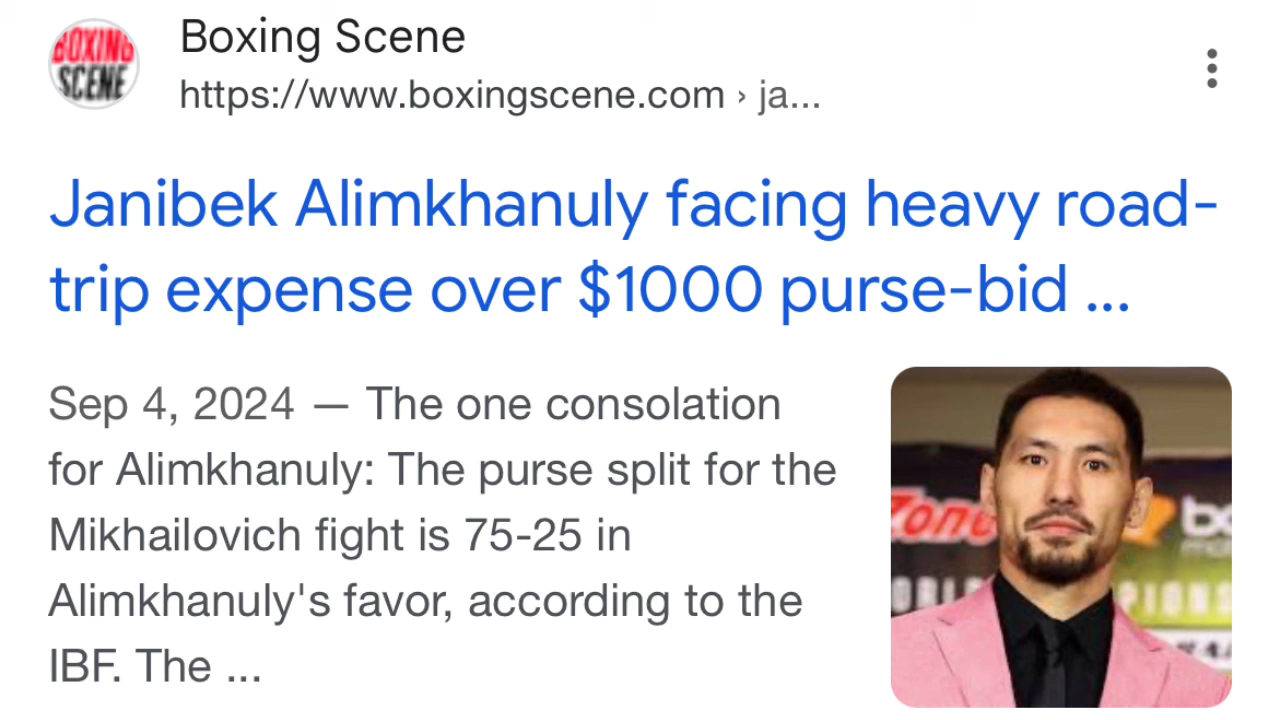 BOXING
SCENE
Boxing Scene
https://www.boxingscene.com › ja...
Janibek Alimkhanuly facing heavy road-
trip expense over $1000 purse-bid ...
Sep 4, 2024 — The one consolation
for Alimkhanuly: The purse split for the
Mikhailovich fight is 75-25 in
Alimkhanuly's favor, according to the
IBF. The ...